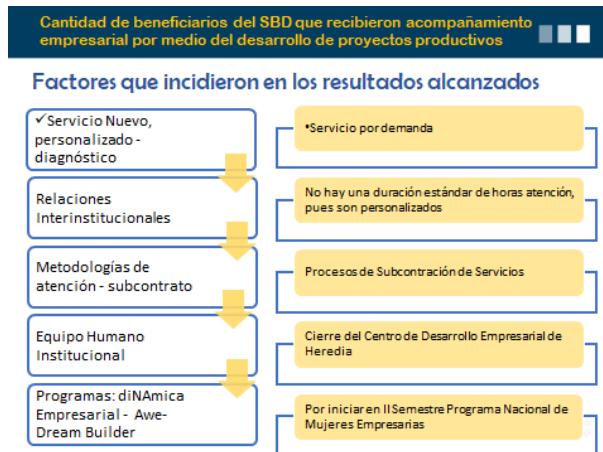 Cantidad de beneficiarios del SBD que recibieron acompañamiento
empresarial por medio del desarrollo de proyectos productivos
Factores que incidieron en los resultados alcanzados
✓Servicio Nuevo,
personalizado -
diagnóstico
Relaciones
Interinstitucionales
Metodologías de
atención - subcontrato
Equipo Humano
Institucional
Programas: diNAmica
Empresarial - Awe-
Dream Builder
•Servicio por demanda
No hay una duración estándar de horas atención,
pues son personalizados
Procesos de Subcontración de Servicios
Cierre del Centro de Desarrollo Empresarial de
Heredia
Por iniciar en II Semestre Programa Nacional de
Mujeres Empresarias